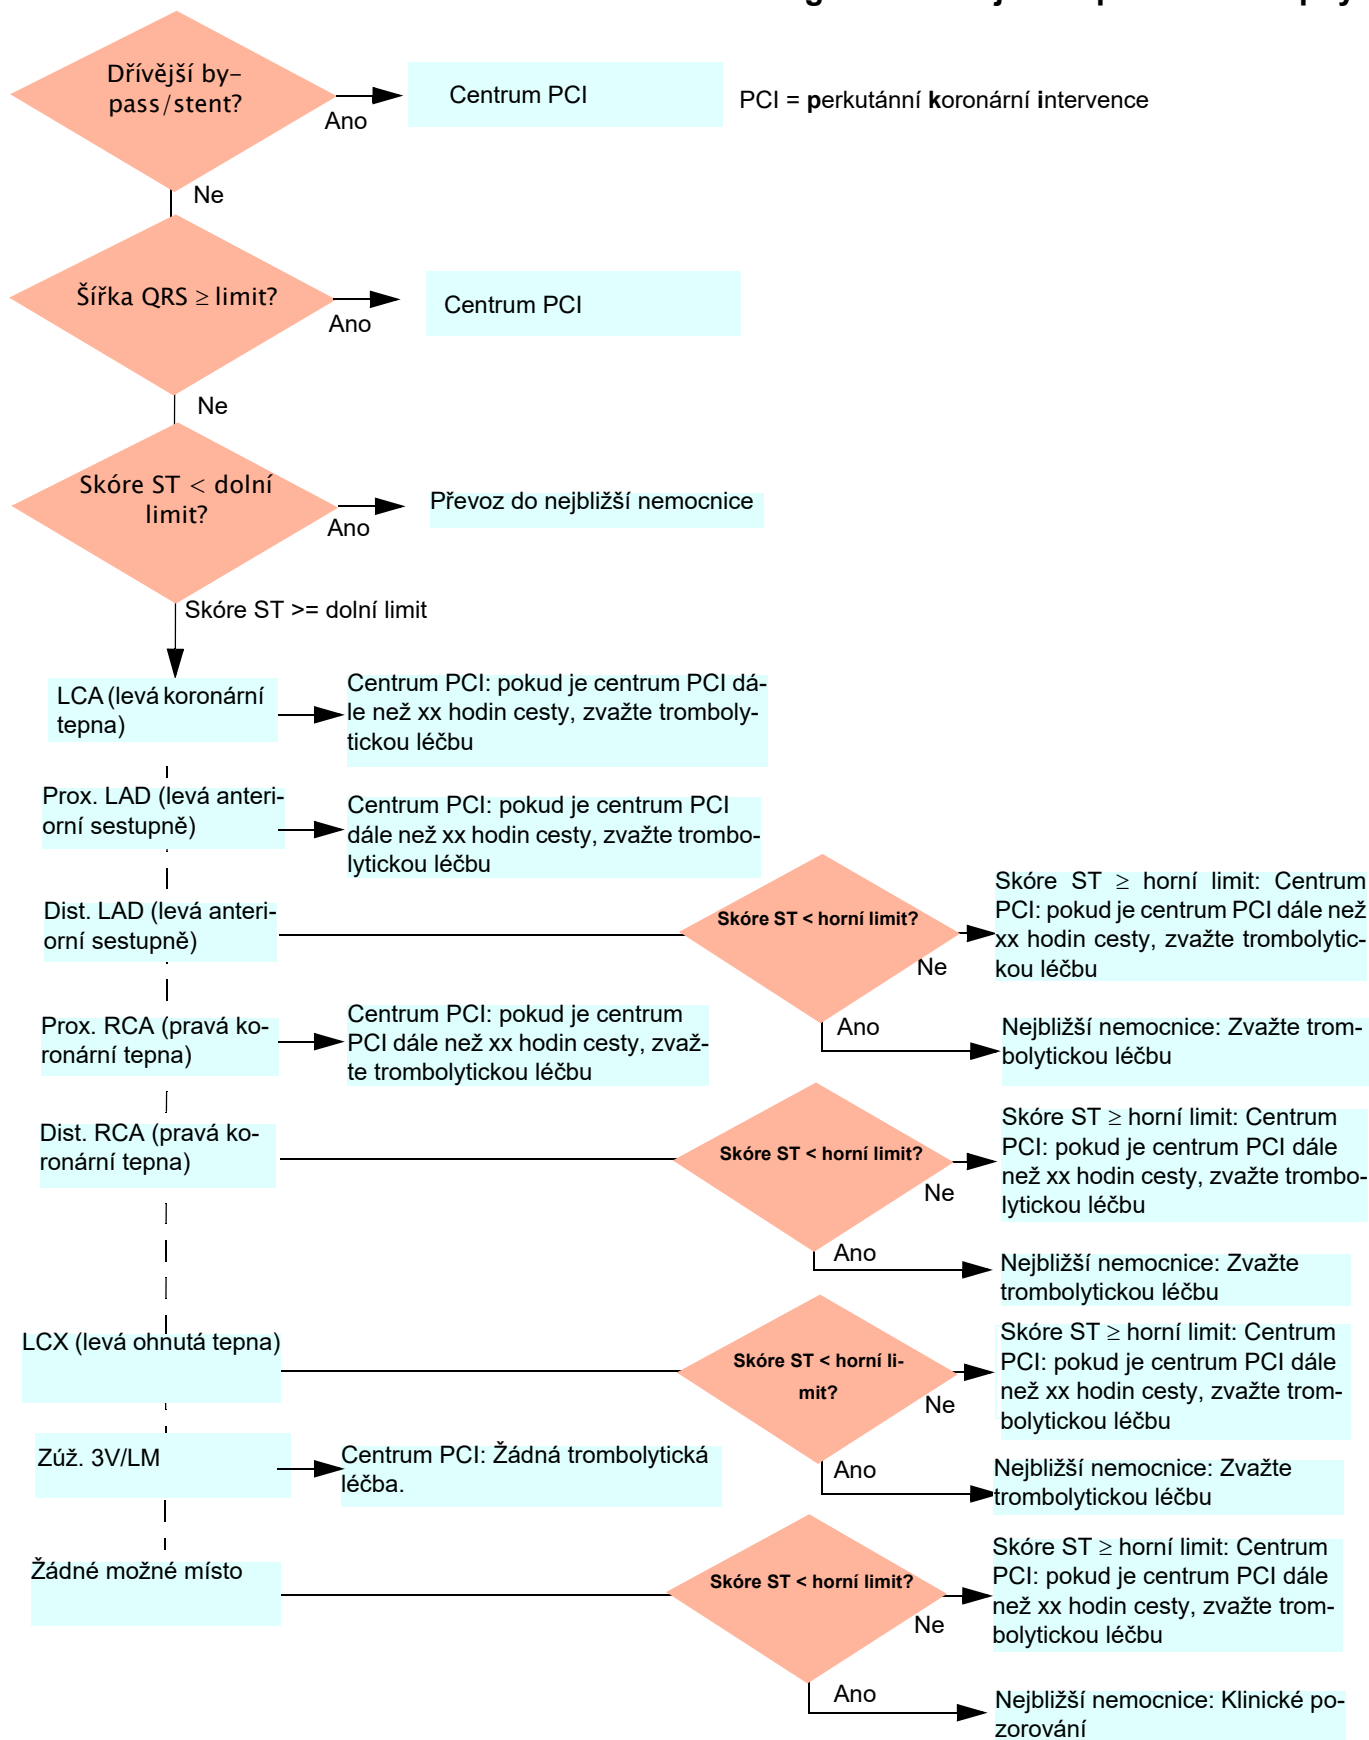 Dřívější by-
pass/stent?
Ano
Centrum PCI
PCI = perkutánní koronární intervence
Ne
Šířka QRS ≥ limit?
Ano
Centrum PCI
Ne
Skóre ST < dolní
limit?
Ano
Převoz do nejbližší nemocnice
Skóre ST >= dolní limit
LCA (levá koronární
tepna)
Centrum PCI: pokud je centrum PCI dá-
le než xx hodin cesty, zvažte tromboly-
tickou léčbu
Prox. LAD (levá anteri-
orní sestupně)
Centrum PCI: pokud je centrum PCI
dále než xx hodin cesty, zvažte trombo-
lytickou léčbu
Dist. LAD (levá anteri-
orní sestupně)
Skóre ST < horní limit?
Ne
Skóre ST ≥ horní limit: Centrum
PCI: pokud je centrum PCI dále než
xx hodin cesty, zvažte trombolytic-
kou léčbu
Ano
Nejbližší nemocnice: Zvažte trom-
bolytickou léčbu
Prox. RCA (pravá ko-
ronární tepna)
Centrum PCI: pokud je centrum
PCI dále než xx hodin cesty, zvaž-
te trombolytickou léčbu
Dist. RCA (pravá ko-
ronární tepna)
Skóre ST < horní limit?
Ne
Skóre ST ≥ horní limit: Centrum
PCI: pokud je centrum PCI dále
než xx hodin cesty, zvažte trombo-
lytickou léčbu
Ano
Nejbližší nemocnice: Zvažte
trombolytickou léčbu
LCX (levá ohnutá tepna)
Skóre ST < horní li-
mit?
Ne
Skóre ST ≥ horní limit: Centrum
PCI: pokud je centrum PCI dále
než xx hodin cesty, zvažte trom-
bolytickou léčbu
Ano
Nejbližší nemocnice: Zvažte
trombolytickou léčbu
Zúž. 3V/LM
Centrum PCI: Žádná trombolytická
léčba.
Žádné možné místo
Skóre ST < horní limit?
Ne
Skóre ST ≥ horní limit: Centrum
PCI: pokud je centrum PCI dále
než xx hodin cesty, zvažte trom-
bolytickou léčbu
Ano
Nejbližší nemocnice: Klinické po-
zorování